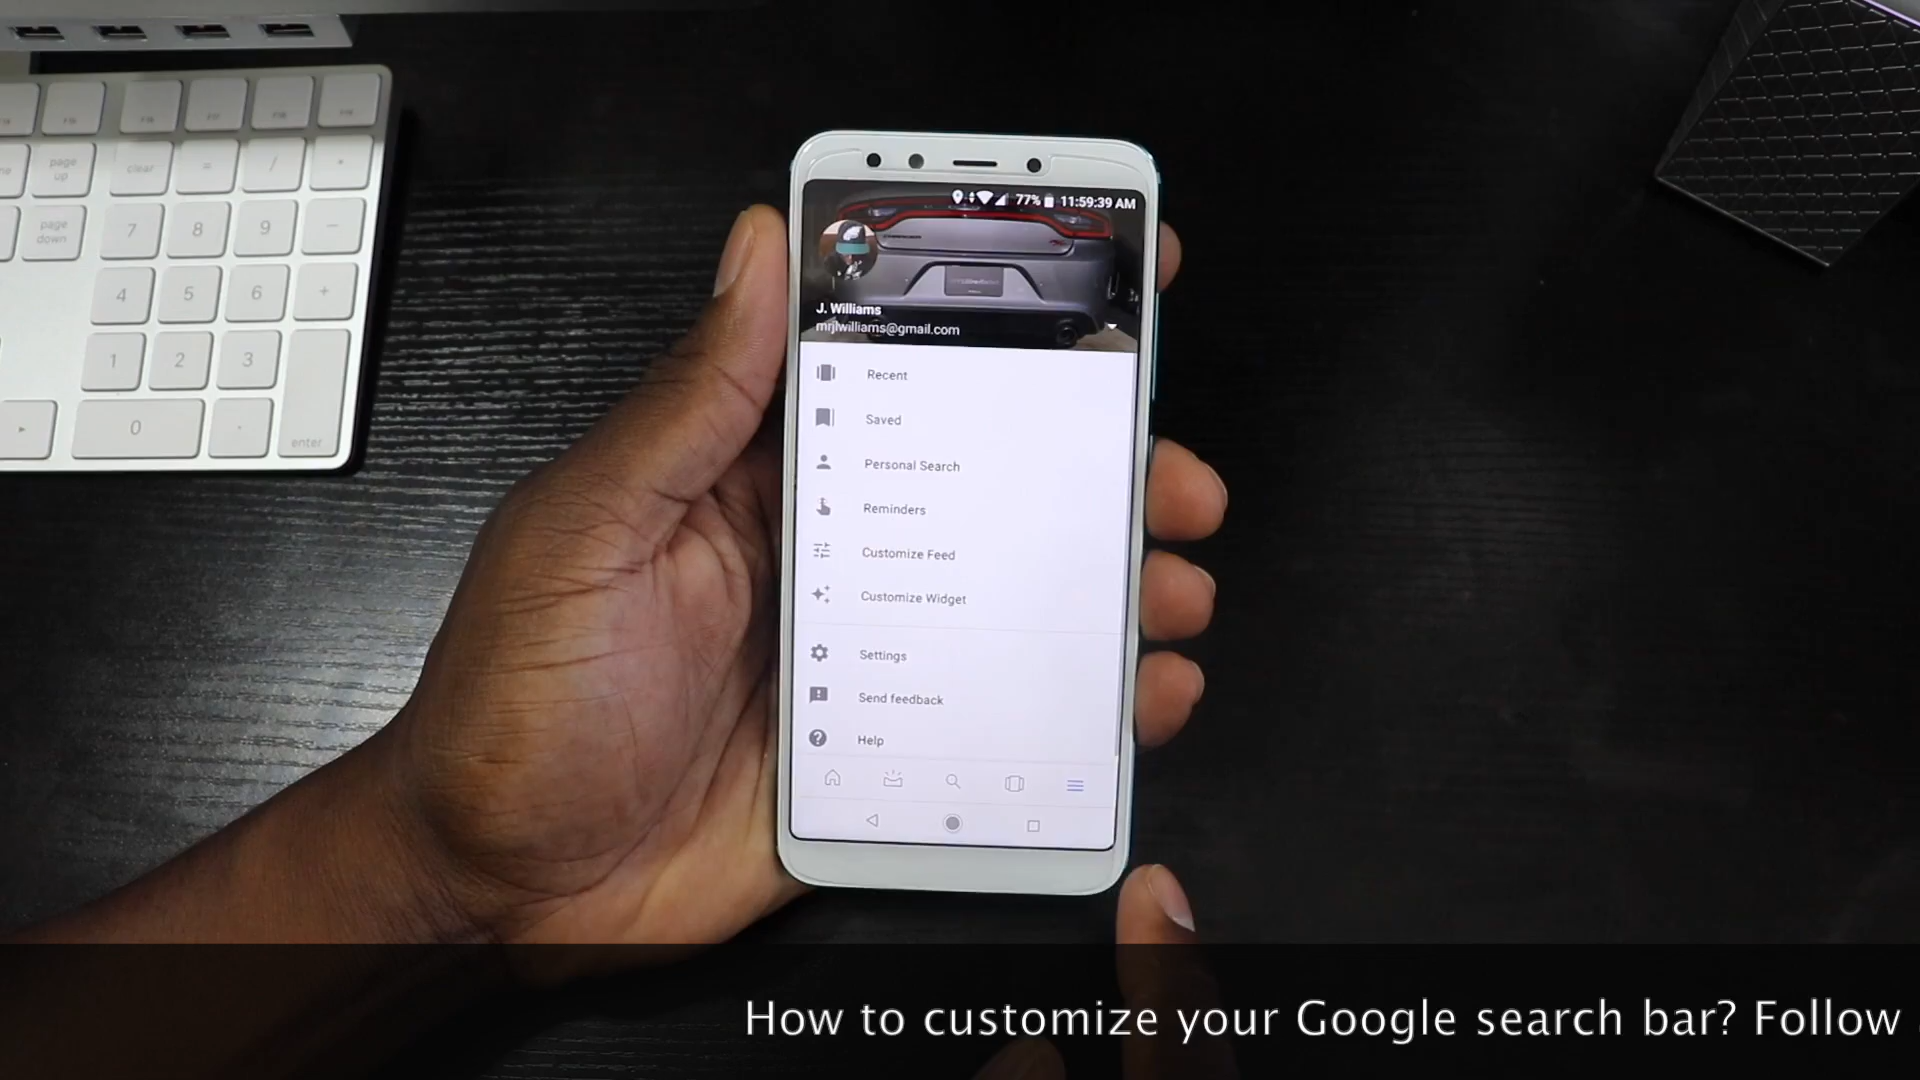 page up
clear
=
/
*
page down
7
8
9
−
4
5
6
+
1
2
3
0
.
enter
77% 11:59:39 AM
J. Williams
mrjlwilliams@gmail.com
Recent
Saved
Personal Search
Reminders
Customize Feed
Customize Widget
Settings
Send feedback
Help
How to customize your Google search bar? Follow